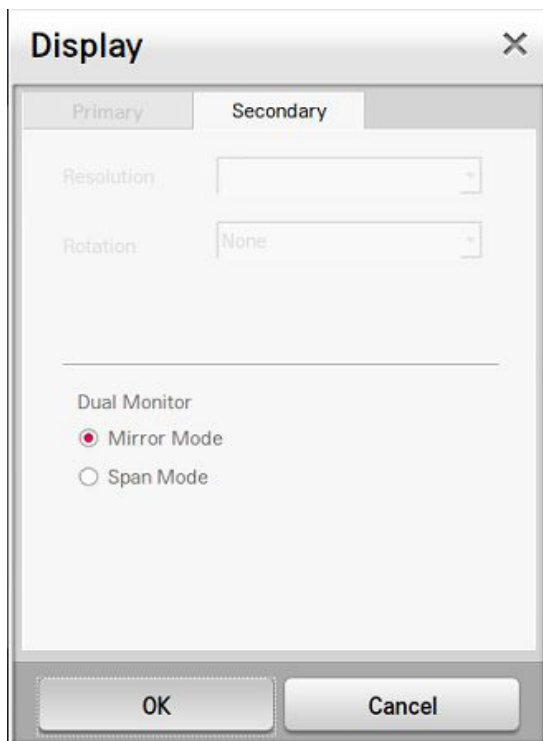 Display
Primary Secondary
Resolution
Rotation None
Dual Monitor
Mirror Mode
Span Mode
OK Cancel